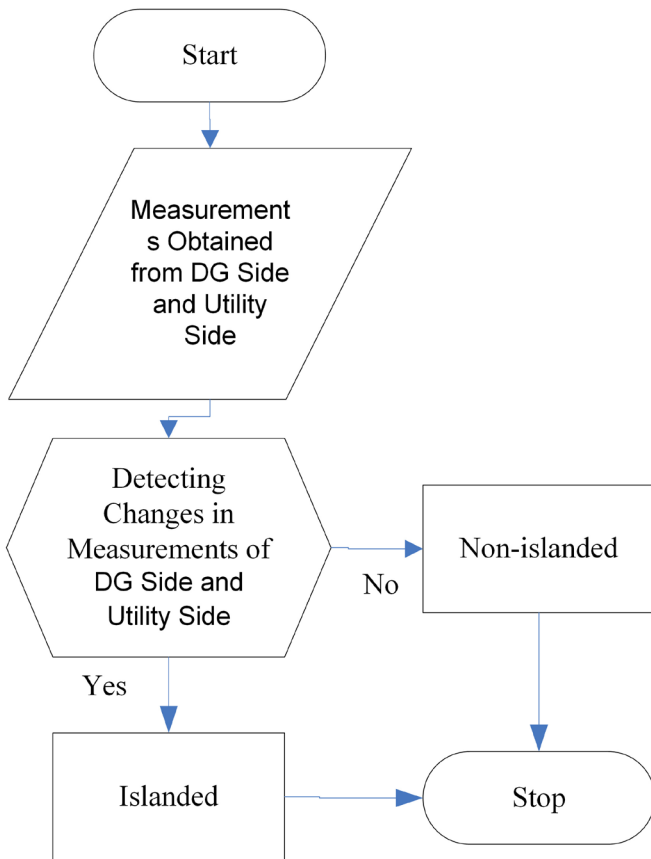 Start
Measurement
s Obtained
from DG Side
and Utility
Side
Detecting
Changes in
Measurements of
DG Side and
Utility Side
No
Non-islanded
Yes
Islanded
Stop